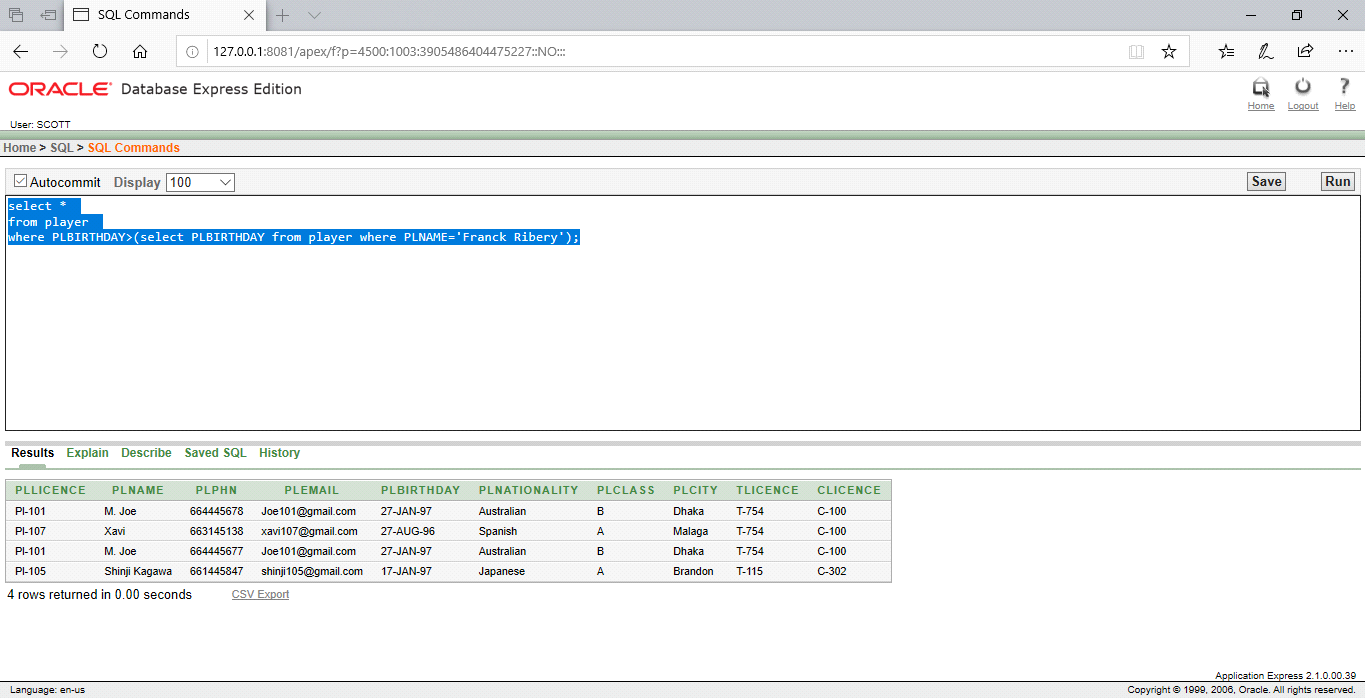 SQL Commands
127.0.0.1:8081/apex/f?p=4500:1003:3905486404475227::NO:::
ORACLE Database Express Edition
Home Logout Help
User: SCOTT
Home > SQL > SQL Commands
Autocommit Display 100 Save Run
select *
from player
where PLBIRTHDAY>(select PLBIRTHDAY from player where PLNAME='Franck Ribery');
Results Explain Describe Saved SQL History
PLLICENCE PLNAME PLPHN PLEMAIL PLBIRTHDAY PLNATIONALITY PLCLASS PLCITY TLICENCE CLICENCE
Pl-101 M. Joe 664445678 Joe101@gmail.com 27-JAN-97 Australian B Dhaka T-754 C-100
Pl-107 Xavi 663145138 xavi107@gmail.com 27-AUG-96 Spanish A Malaga T-754 C-100
Pl-101 M. Joe 664445677 Joe101@gmail.com 27-JAN-97 Australian B Dhaka T-754 C-100
Pl-105 Shinji Kagawa 661445847 shinji105@gmail.com 17-JAN-97 Japanese A Brandon T-115 C-302
4 rows returned in 0.00 seconds CSV Export
Application Express 2.1.0.00.39
Language: en-us Copyright © 1999, 2006, Oracle. All rights reserved.